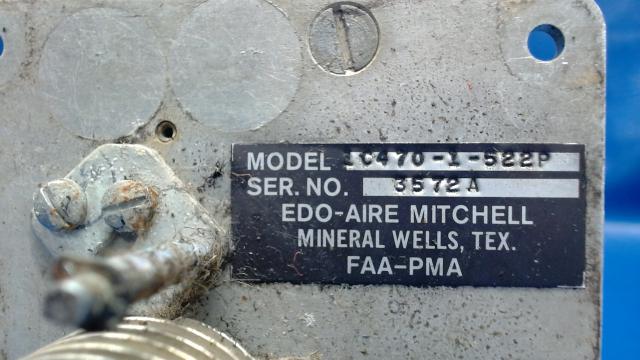 MODEL 1C470-1-522P
SER. NO. 3572A
EDO-AIRE MITCHELL
MINERAL WELLS, TEX.
FAA-PMA